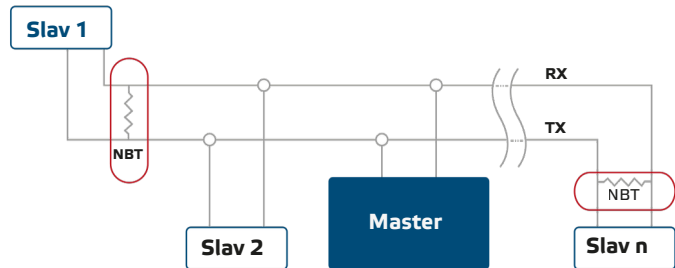 Slav 1
RX
TX
NBT
NBT
Master
Slav 2
Slav n